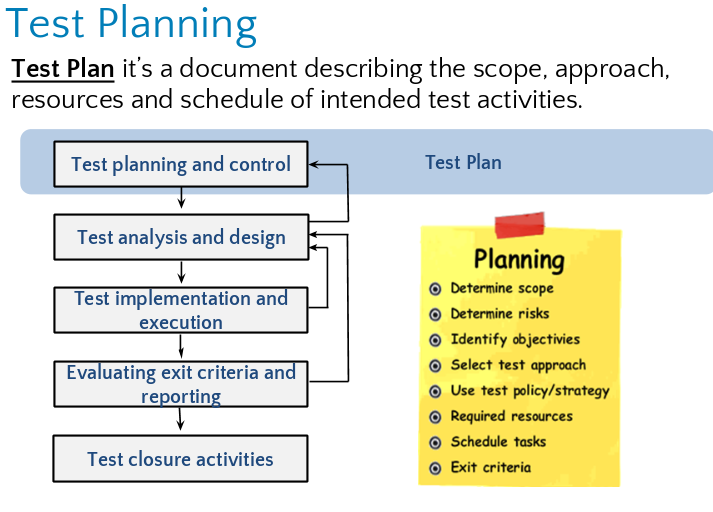 Test Planning
Test Plan it's a document describing the scope, approach,
resources and schedule of intended test activities.
Test planning and control
Test Plan
Test analysis and design
Test implementation and
execution
Evaluating exit criteria and
reporting
Test closure activities
Planning
Determine scope
Determine risks
Identify objectivies
Select test approach
Use test policy/strategy
Required resources
Schedule tasks
Exit criteria